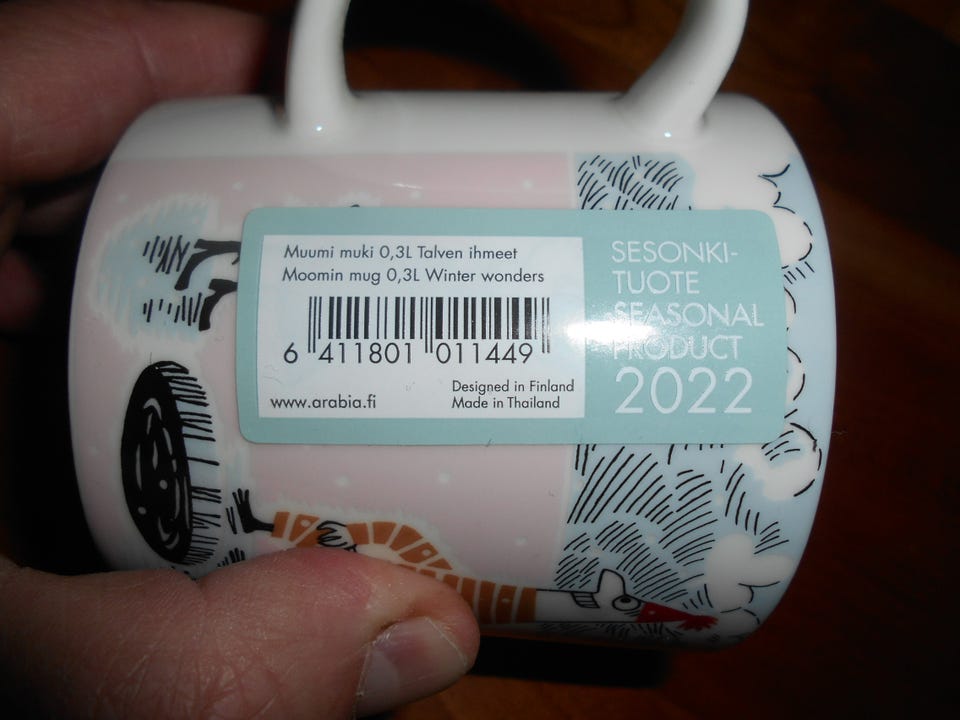 Muumi muki 0,3L Talven ihmeet
Moomin mug 0,3L Winter wonders
6 411801 011449
www.arabia.fi
Designed in Finland
Made in Thailand
SESONKI-
TUOTE
SEASONAL
PRODUCT
2022